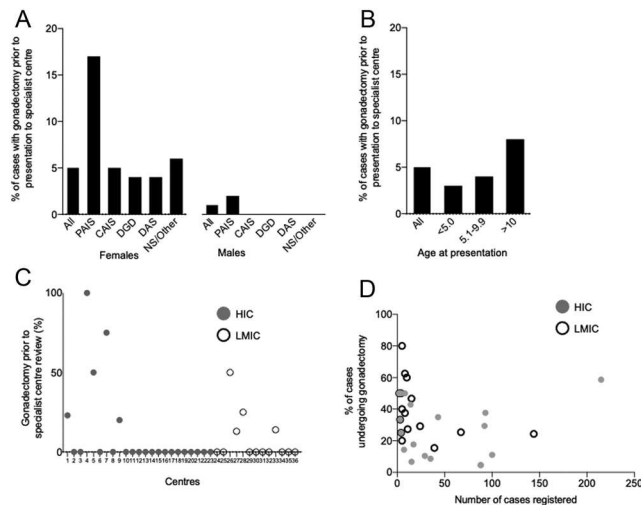 A
% of cases with gonadectomy prior to
presentation to specialist centre
20
15
10
5
0
All
PAIS
CAIS
DGD
DAS
NS/Other
Females
All
PAIS
CAIS
DGD
DAS
NS/Other
Males
B
% of cases with gonadectomy prior to
presentation to specialist centre
20
15
10
5
0
All
<5.0
5.1-9.9
>10
Age at presentation
C
Gonadectomy prior to
specialist centre review (%)
100
50
0
HIC
LMIC
1 2 3 4 5 6 7 8 9 10 11 12 13 14 15 16 17 18 19 20 21 22 23 24 25 26 27 28 29 30 31 32 33 34 35 36
Centres
D
% of cases
undergoing gonadectomy
100
80
60
40
20
0
HIC
LMIC
0 50 100 150 200 250
Number of cases registered